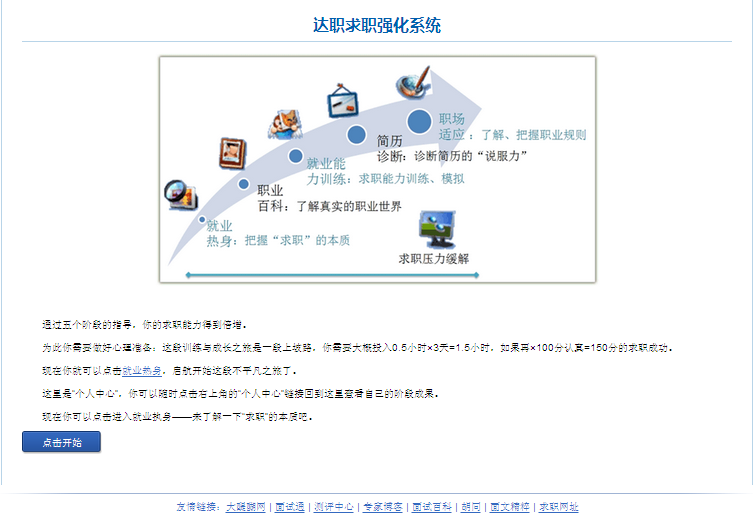 达职求职强化系统
职场
适应：了解、把握职业规则
简历
诊断：诊断简历的“说服力”
就业能
力训练：求职能力训练、模拟
职业
百科：了解真实的职业世界
就业
热身：把握“求职”的本质
求职压力缓解
通过五个阶段的指导，你的求职能力得到倍增。
为此你需要做好心理准备：这段训练与成长之旅是一段上坡路，你需要大概投入0.5小时×3天=1.5小时，如果再×100分认真=150分的求职成功。
现在你就可以点击就业热身，启航开始这段不平凡之旅了。
这里是“个人中心”，你可以随时点击右上角的“个人中心”链接回到这里查看自己的阶段成果。
现在你可以点击进入就业热身——来了解一下“求职”的本质吧。
点击开始
友情链接：大瞗瞗网 | 面试通 | 测评中心 | 专家博客 | 面试百科 | 胡同 | 图文精粹 | 求职网址